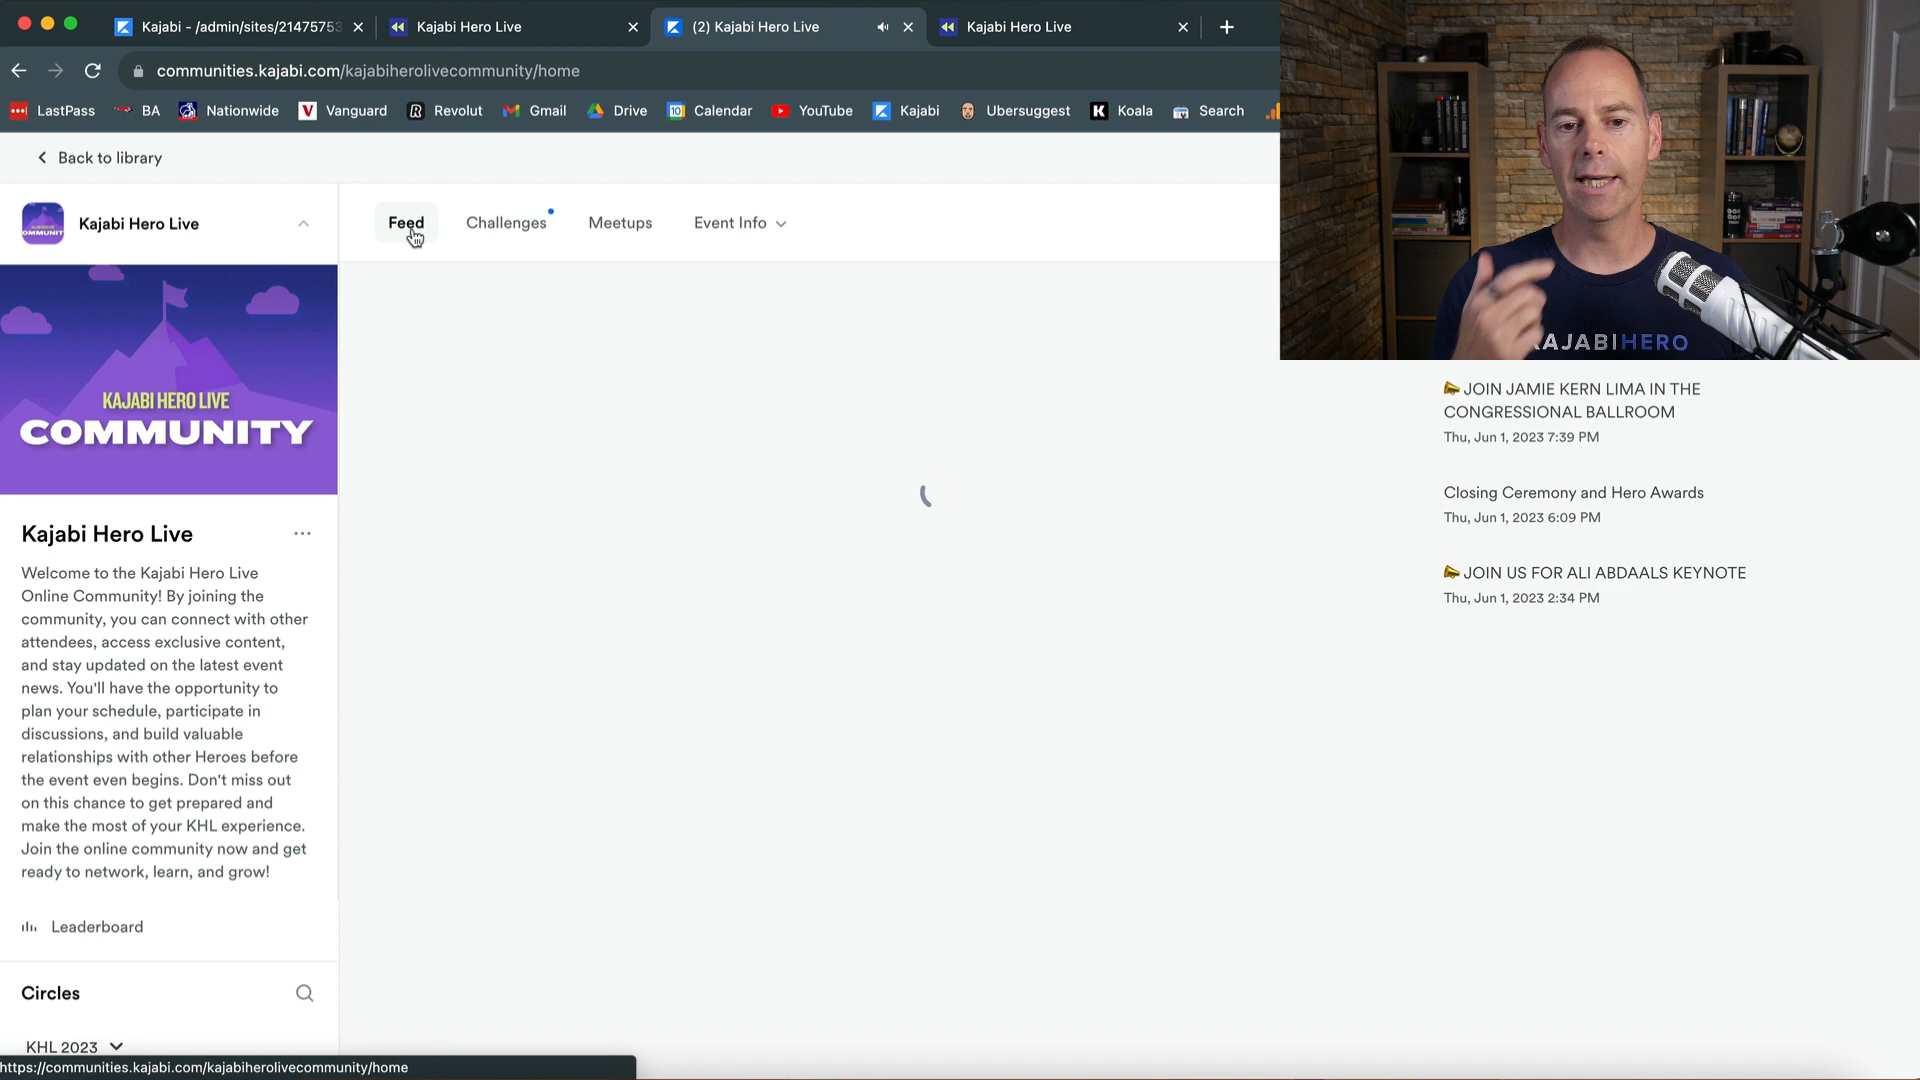 Kajabi - /admin/sites/21475753
Kajabi Hero Live
(2) Kajabi Hero Live
Kajabi Hero Live
communities.kajabi.com/kajabiherolivecommunity/home
LastPass
BA
Nationwide
Vanguard
Revolut
Gmail
Drive
Calendar
YouTube
Kajabi
Ubersuggest
Koala
Search
Back to library
Kajabi Hero Live
Feed
Challenges
Meetups
Event Info
AJABIHERO
KAJABI HERO LIVE
COMMUNITY
JOIN JAMIE KERN LIMA IN THE
CONGRESSIONAL BALLROOM
Thu, Jun 1, 2023 7:39 PM
Closing Ceremony and Hero Awards
Thu, Jun 1, 2023 6:09 PM
JOIN US FOR ALI ABDAALS KEYNOTE
Thu, Jun 1, 2023 2:34 PM
Kajabi Hero Live
Welcome to the Kajabi Hero Live
Online Community! By joining the
community, you can connect with other
attendees, access exclusive content,
and stay updated on the latest event
news. You'll have the opportunity to
plan your schedule, participate in
discussions, and build valuable
relationships with other Heroes before
the event even begins. Don't miss out
on this chance to get prepared and
make the most of your KHL experience.
Join the online community now and get
ready to network, learn, and grow!
Leaderboard
Circles
KHL 2023
https://communities.kajabi.com/kajabiherolivecommunity/home